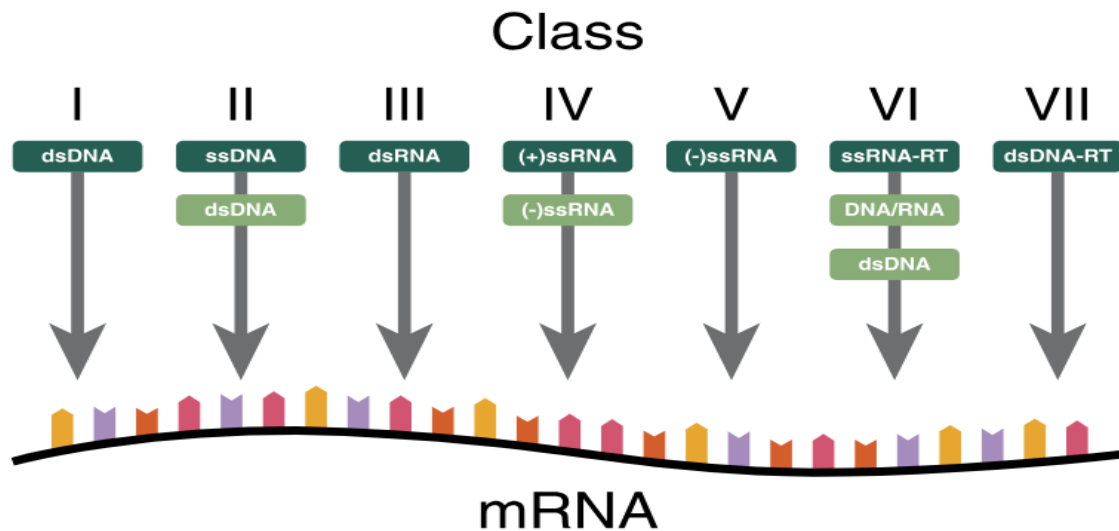 Class
I II III IV V VI VII
dsDNA ssDNA dsRNA (+)ssRNA (-)ssRNA ssRNA-RT dsDNA-RT
dsDNA (-)ssRNA DNA/RNA
dsDNA
mRNA